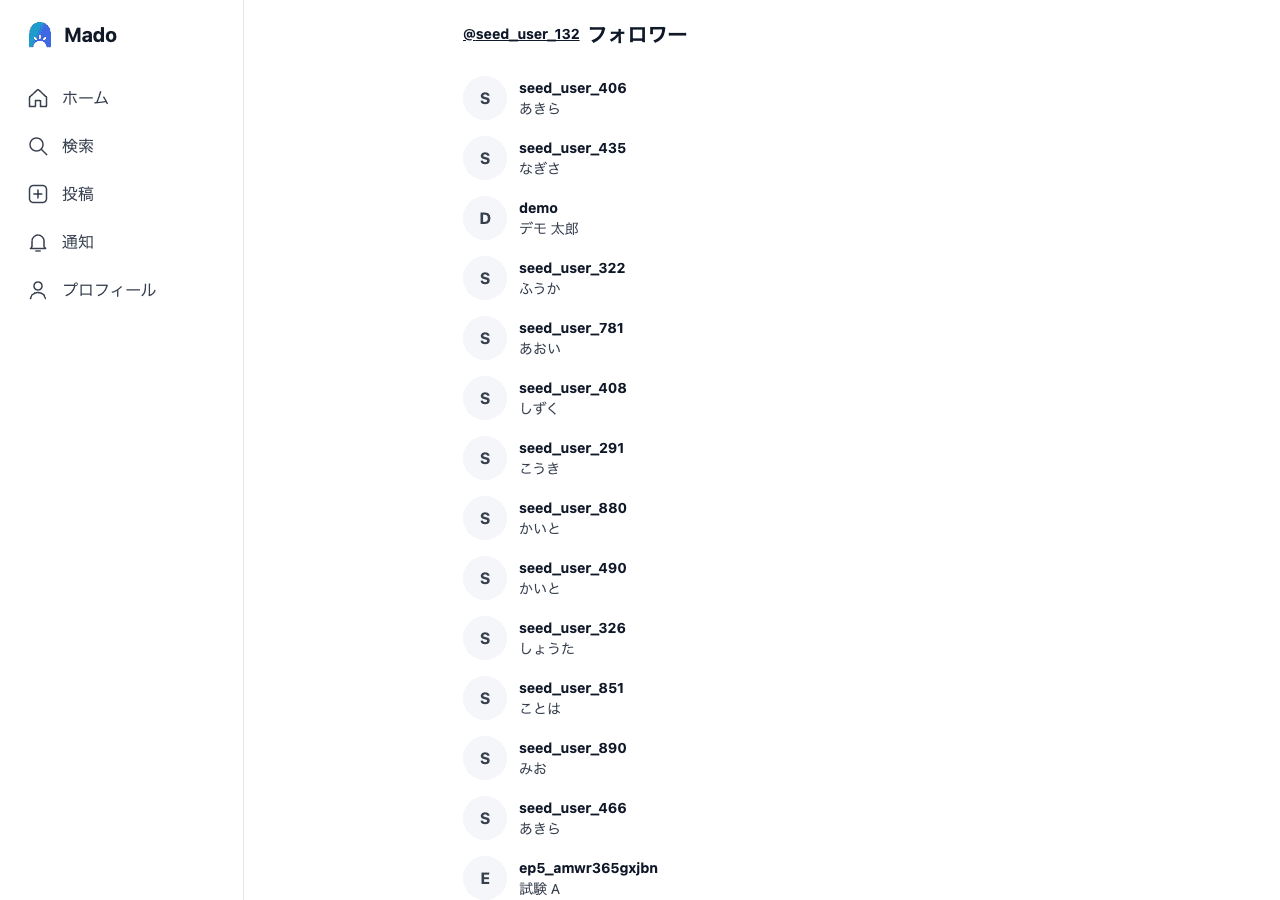 Mado
ホーム
検索
投稿
通知
プロフィール
@seed_user_132 フォロワー
S
seed_user_406
あきら
S
seed_user_435
なぎさ
D
demo
デモ 太郎
S
seed_user_322
ふうか
S
seed_user_781
あおい
S
seed_user_408
しずく
S
seed_user_291
こうき
S
seed_user_880
かいと
S
seed_user_490
かいと
S
seed_user_326
しょうた
S
seed_user_851
ことは
S
seed_user_890
みお
S
seed_user_466
あきら
E
ep5_amwr365gxjbn
試験 A